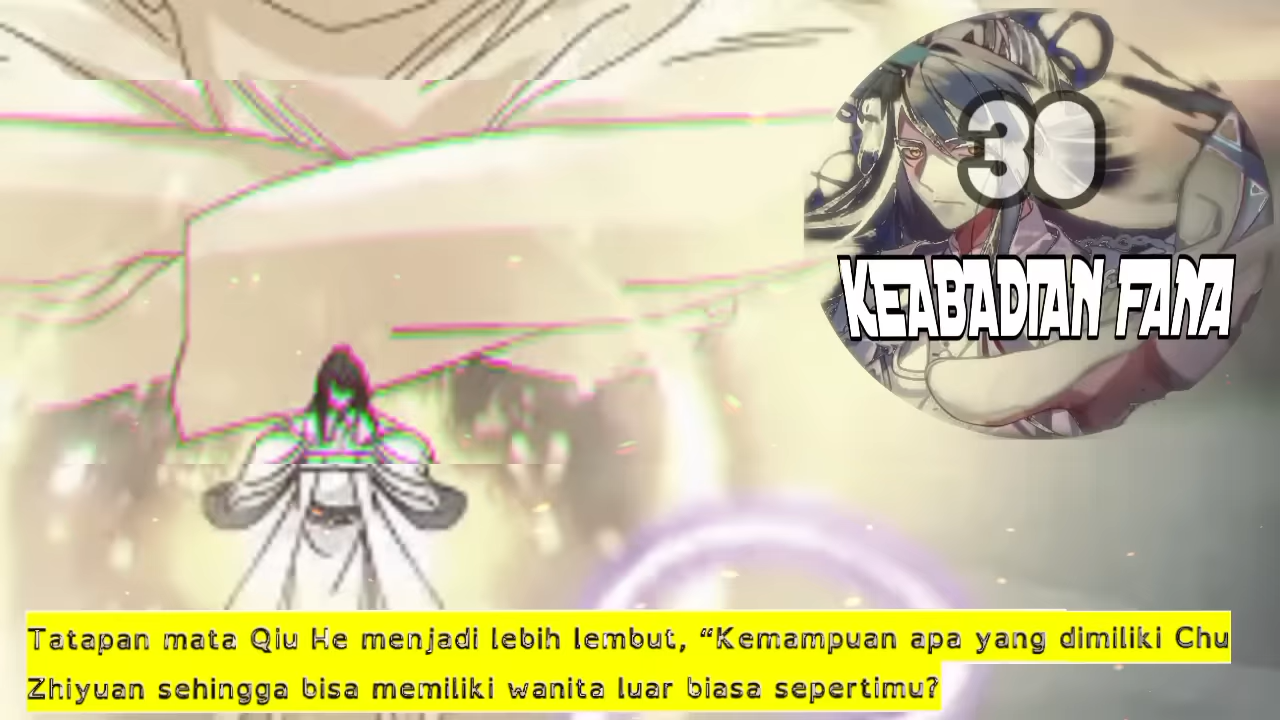 30
KEABADIAN FANA
Tatapan mata Qiu He menjadi lebih lembut, “Kemampuan apa yang dimiliki Chu
Zhiyuan sehingga bisa memiliki wanita luar biasa sepertimu?